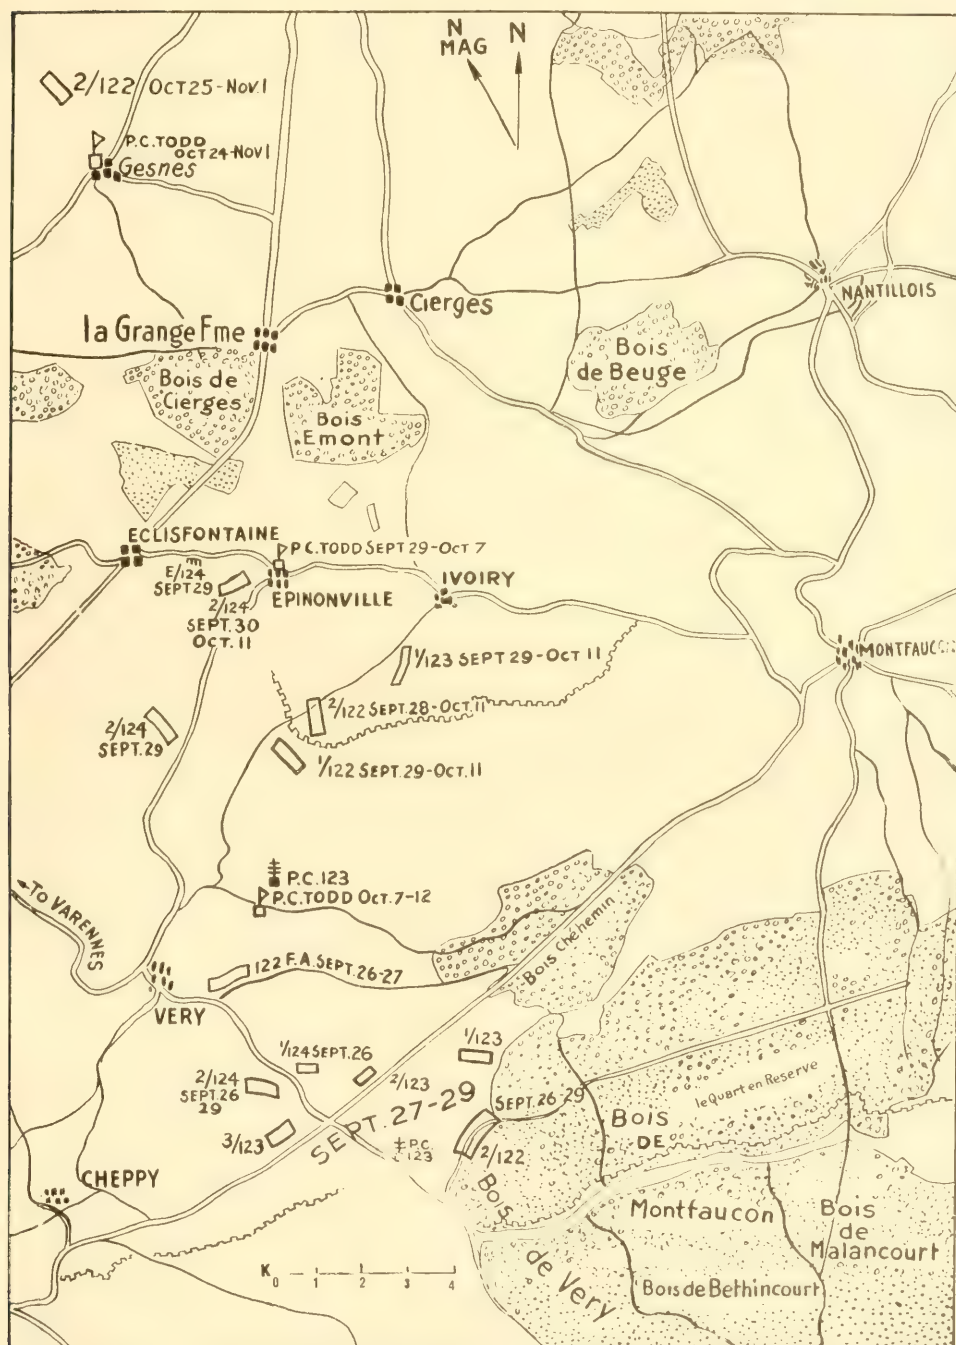 N
MAG
N
2/122 OCT 25-NOV.1
P.C. TODD
OCT 24-NOV 1
Gesnes
Cierges
NANTILLOIS
la Grange Fme
Bois de
Cierges
Bois
Emont
Bois
de Beuge
ECLISFONTAINE
P.C. TODD SEPT 29-OCT 7
E/124
SEPT 29
2/124
SEPT. 30
OCT. 11
EPINONVILLE
IVOIRY
1/123 SEPT 29-OCT 11
MONTFAUCON
2/122 SEPT. 28-OCT. 11
2/124
SEPT. 29
1/122 SEPT. 29-OCT. 11
P.C. 123
P.C. TODD OCT. 7-12
TO VARENNES
Bois Chehemin
122 F.A. SEPT. 26-27
VERY
1/124 SEPT. 26
1/123
2/124
SEPT. 26
29
2/123
SEPT. 27-29
SEPT. 26-29
le Quart en Reserve
3/123
P.C.
123
2/122
Bois
DE
Montfaucon
CHEPPY
Bois
de Very
Bois
de
Malancourt
Bois de Bethincourt
K 0 1 2 3 4